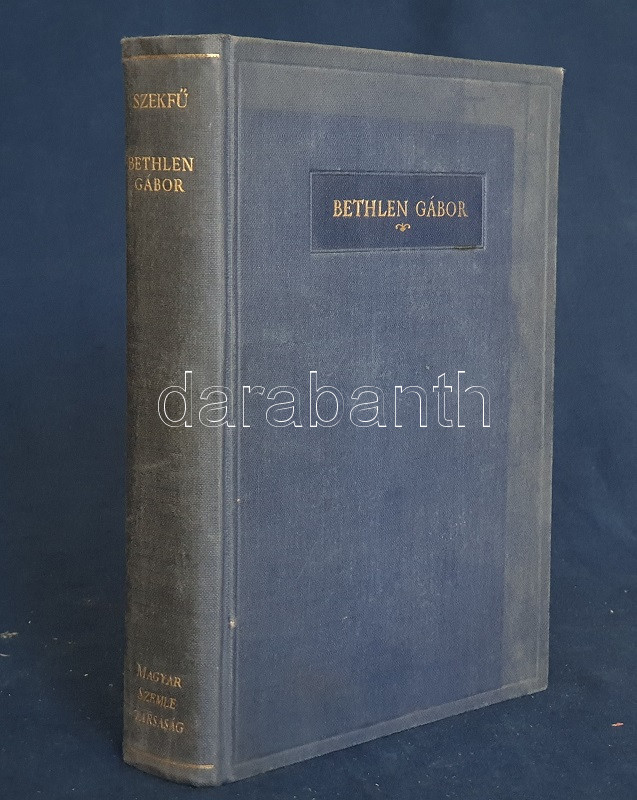 SZEKFŰ
BETHLEN
GÁBOR
MAGYAR
SZEMLE
TÁRSASÁG
BETHLEN GÁBOR
darabanth